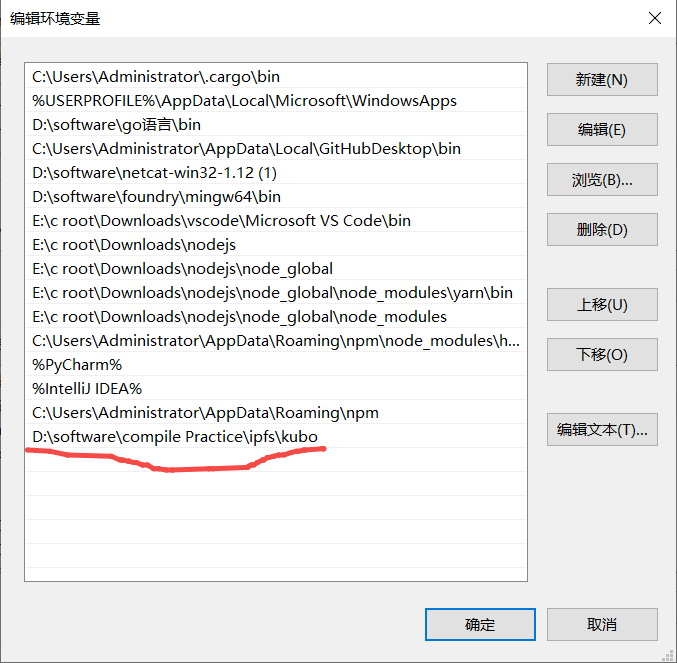 编辑环境变量
C:\Users\Administrator\.cargo\bin
%USERPROFILE%\AppData\Local\Microsoft\WindowsApps
D:\software\go语言\bin
C:\Users\Administrator\AppData\Local\GitHubDesktop\bin
D:\software\netcat-win32-1.12 (1)
D:\software\foundry\mingw64\bin
E:\c root\Downloads\vscode\Microsoft VS Code\bin
E:\c root\Downloads\nodejs
E:\c root\Downloads\nodejs\node_global
E:\c root\Downloads\nodejs\node_global\node_modules\yarn\bin
E:\c root\Downloads\nodejs\node_global\node_modules
C:\Users\Administrator\AppData\Roaming\npm\node_modules\h...
%PyCharm%
%IntelliJ IDEA%
C:\Users\Administrator\AppData\Roaming\npm
D:\software\compile Practice\ipfs\kubo
新建(N)
编辑(E)
浏览(B)...
删除(D)
上移(U)
下移(O)
编辑文本(T)...
确定
取消